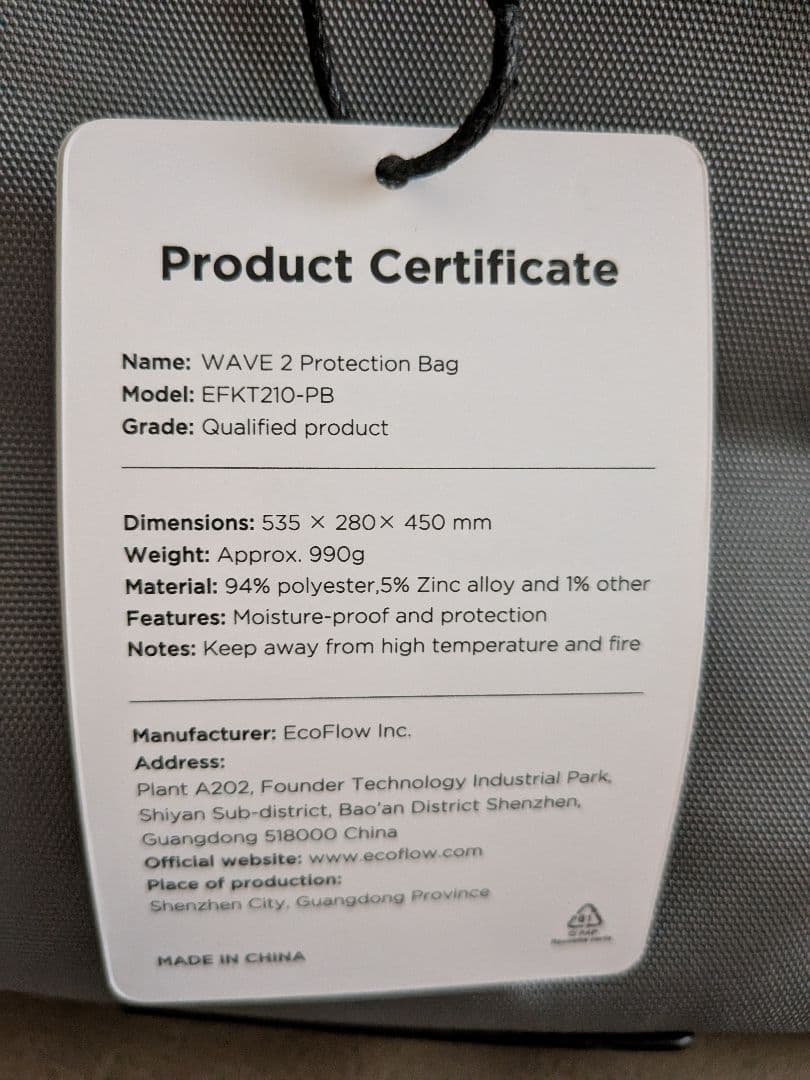 Product Certificate
Name: WAVE 2 Protection Bag
Model: EFKT210-PB
Grade: Qualified product
Dimensions: 535 × 280× 450 mm
Weight: Approx. 990g
Material: 94% polyester,5% Zinc alloy and 1% other
Features: Moisture-proof and protection
Notes: Keep away from high temperature and fire
Manufacturer: EcoFlow Inc.
Address:
Plant A202, Founder Technology Industrial Park,
Shiyan Sub-district, Bao'an District Shenzhen,
Guangdong 518000 China
Official website: www.ecoflow.com
Place of production:
Shenzhen City, Guangdong Province
MADE IN CHINA